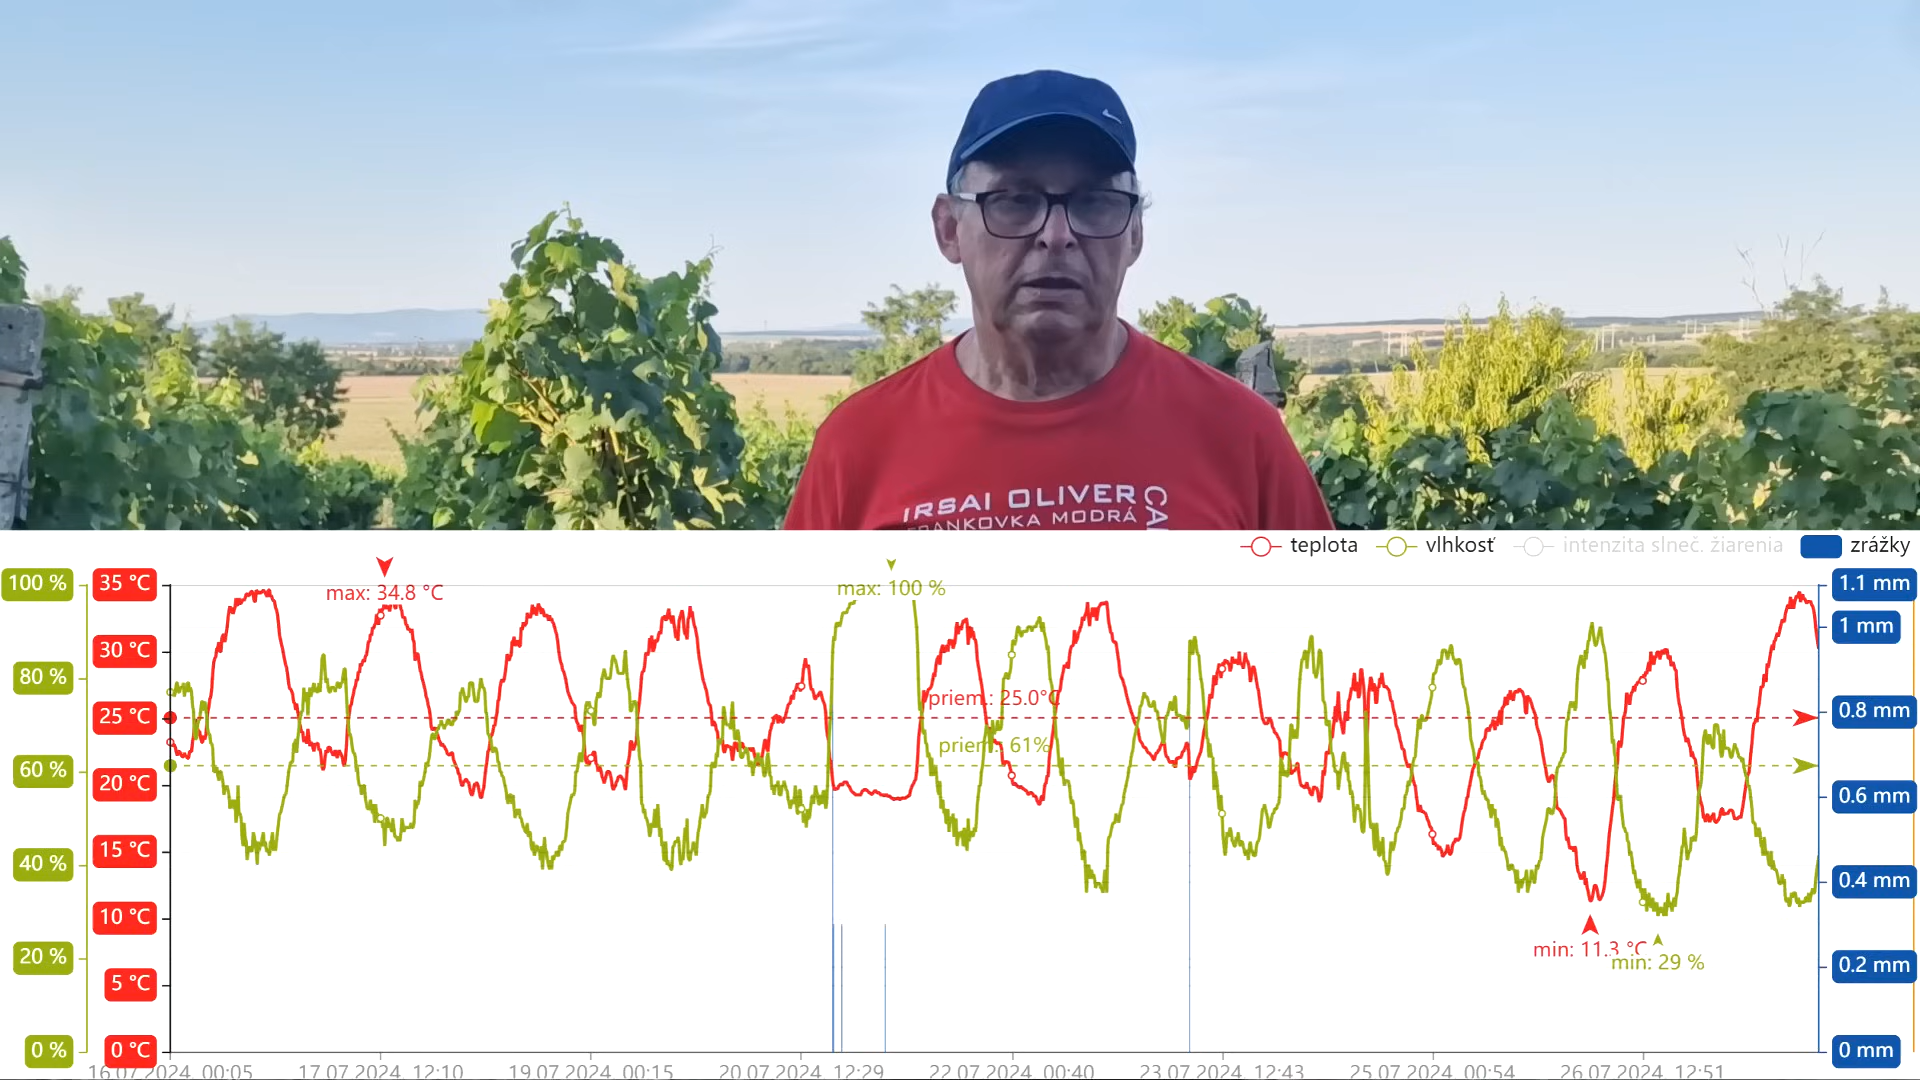 IRSAI OLIVER
FRANKOVKA MODRÁ
CA
teplota
vlhkosť
intenzita slneč. žiarenia
zrážky
100 %
80 %
60 %
40 %
20 %
0 %
35 °C
30 °C
25 °C
20 °C
15 °C
10 °C
5 °C
0 °C
max: 34.8 °C
max: 100 %
priem.: 25.0°C
priem.: 61%
min: 11.3 °C
min: 29 %
1.1 mm
1 mm
0.8 mm
0.6 mm
0.4 mm
0.2 mm
0 mm
16.07.2024, 00:05
17.07.2024, 12:10
19.07.2024, 00:15
20.07.2024, 12:29
22.07.2024, 00:40
23.07.2024, 12:43
25.07.2024, 00:54
26.07.2024, 12:51